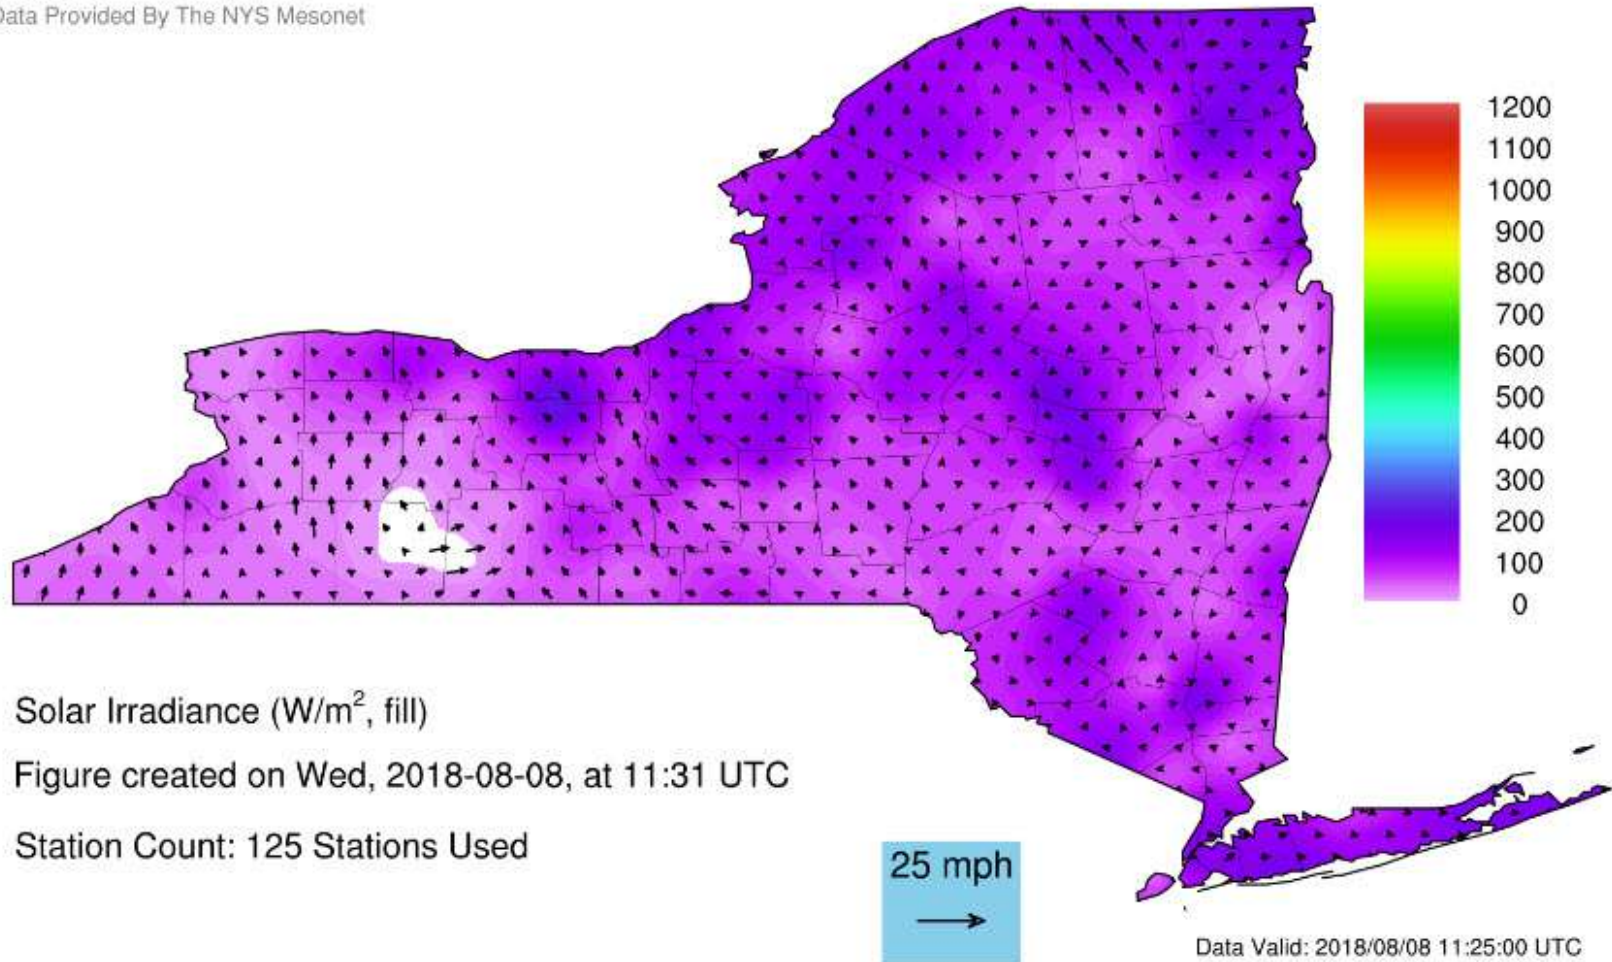 Data Provided By The NYS Mesonet
1200
1100
1000
900
800
700
600
500
400
300
200
100
0
Solar Irradiance (W/m², fill)
Figure created on Wed, 2018-08-08, at 11:31 UTC
Station Count: 125 Stations Used
25 mph
Data Valid: 2018/08/08 11:25:00 UTC